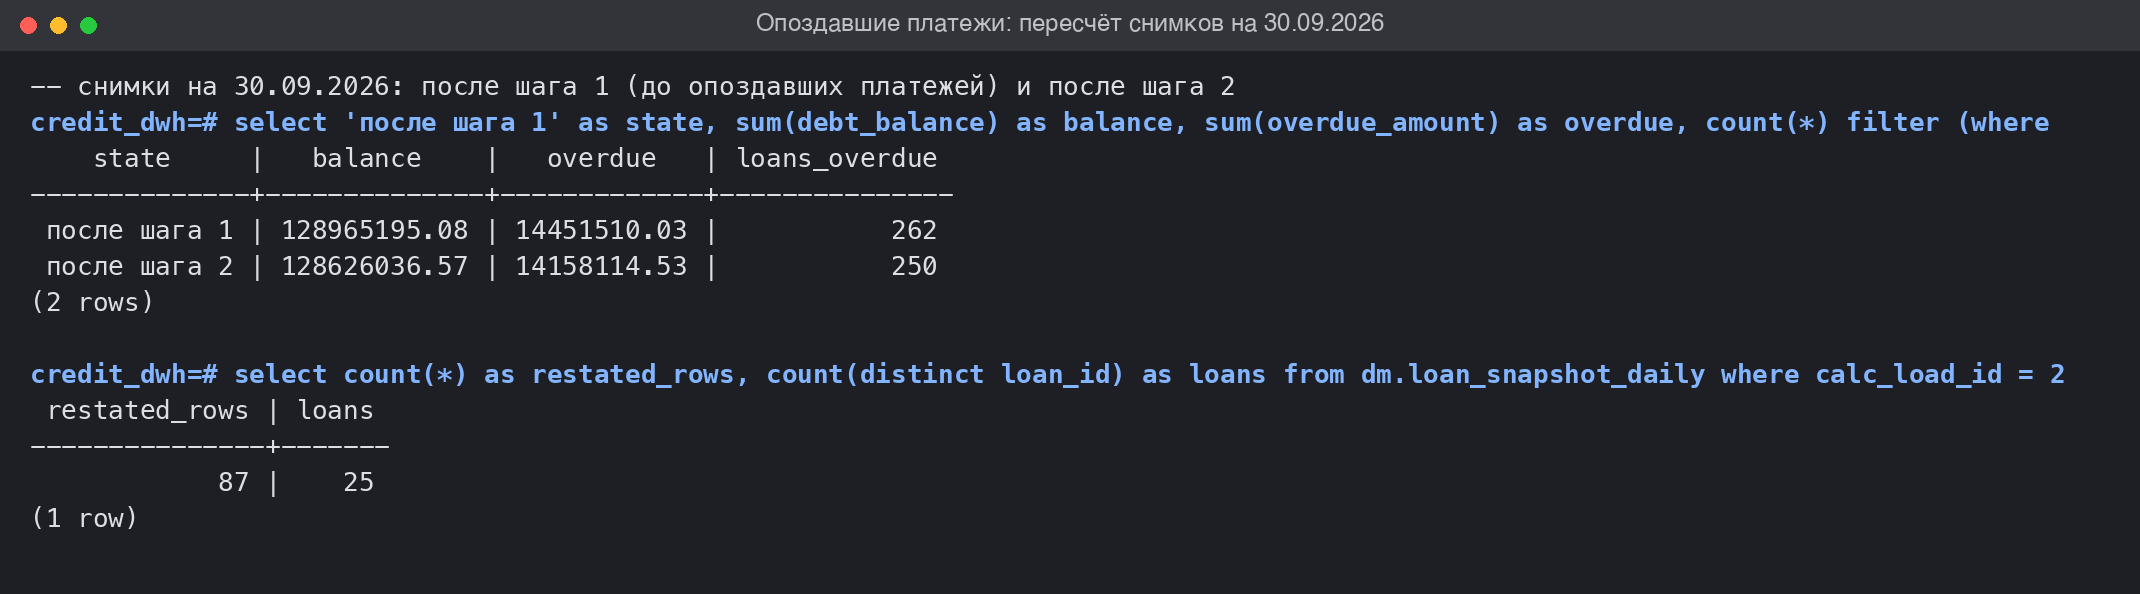 Опоздавшие платежи: пересчёт снимков на 30.09.2026
-- снимки на 30.09.2026: после шага 1 (до опоздавших платежей) и после шага 2
credit_dwh=# select 'после шага 1' as state, sum(debt_balance) as balance, sum(overdue_amount) as overdue, count(*) filter (where
    state     |   balance    |   overdue   | loans_overdue
--------------+--------------+-------------+---------------
 после шага 1 | 128965195.08 | 14451510.03 |           262
 после шага 2 | 128626036.57 | 14158114.53 |           250
(2 rows)
credit_dwh=# select count(*) as restated_rows, count(distinct loan_id) as loans from dm.loan_snapshot_daily where calc_load_id = 2
 restated_rows | loans
---------------+-------
            87 |    25
(1 row)